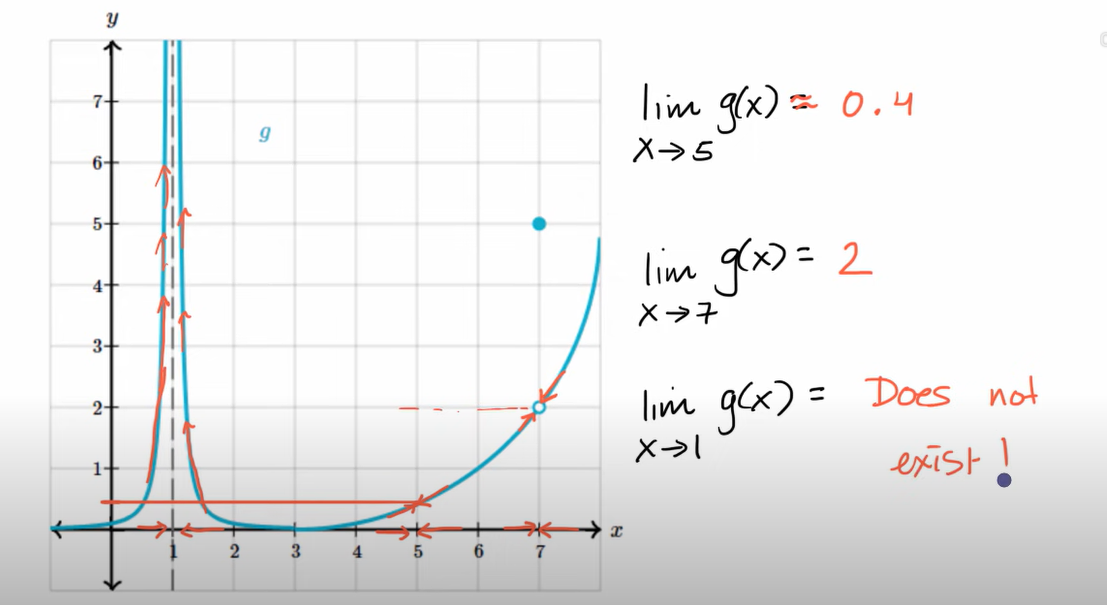 y
7
6
5
4
3
2
1
g
1 2 3 4 5 6 7 x
lim g(x) ≈ 0.4
x→5
lim g(x) = 2
x→7
lim g(x) = Does not
x→1 exist!